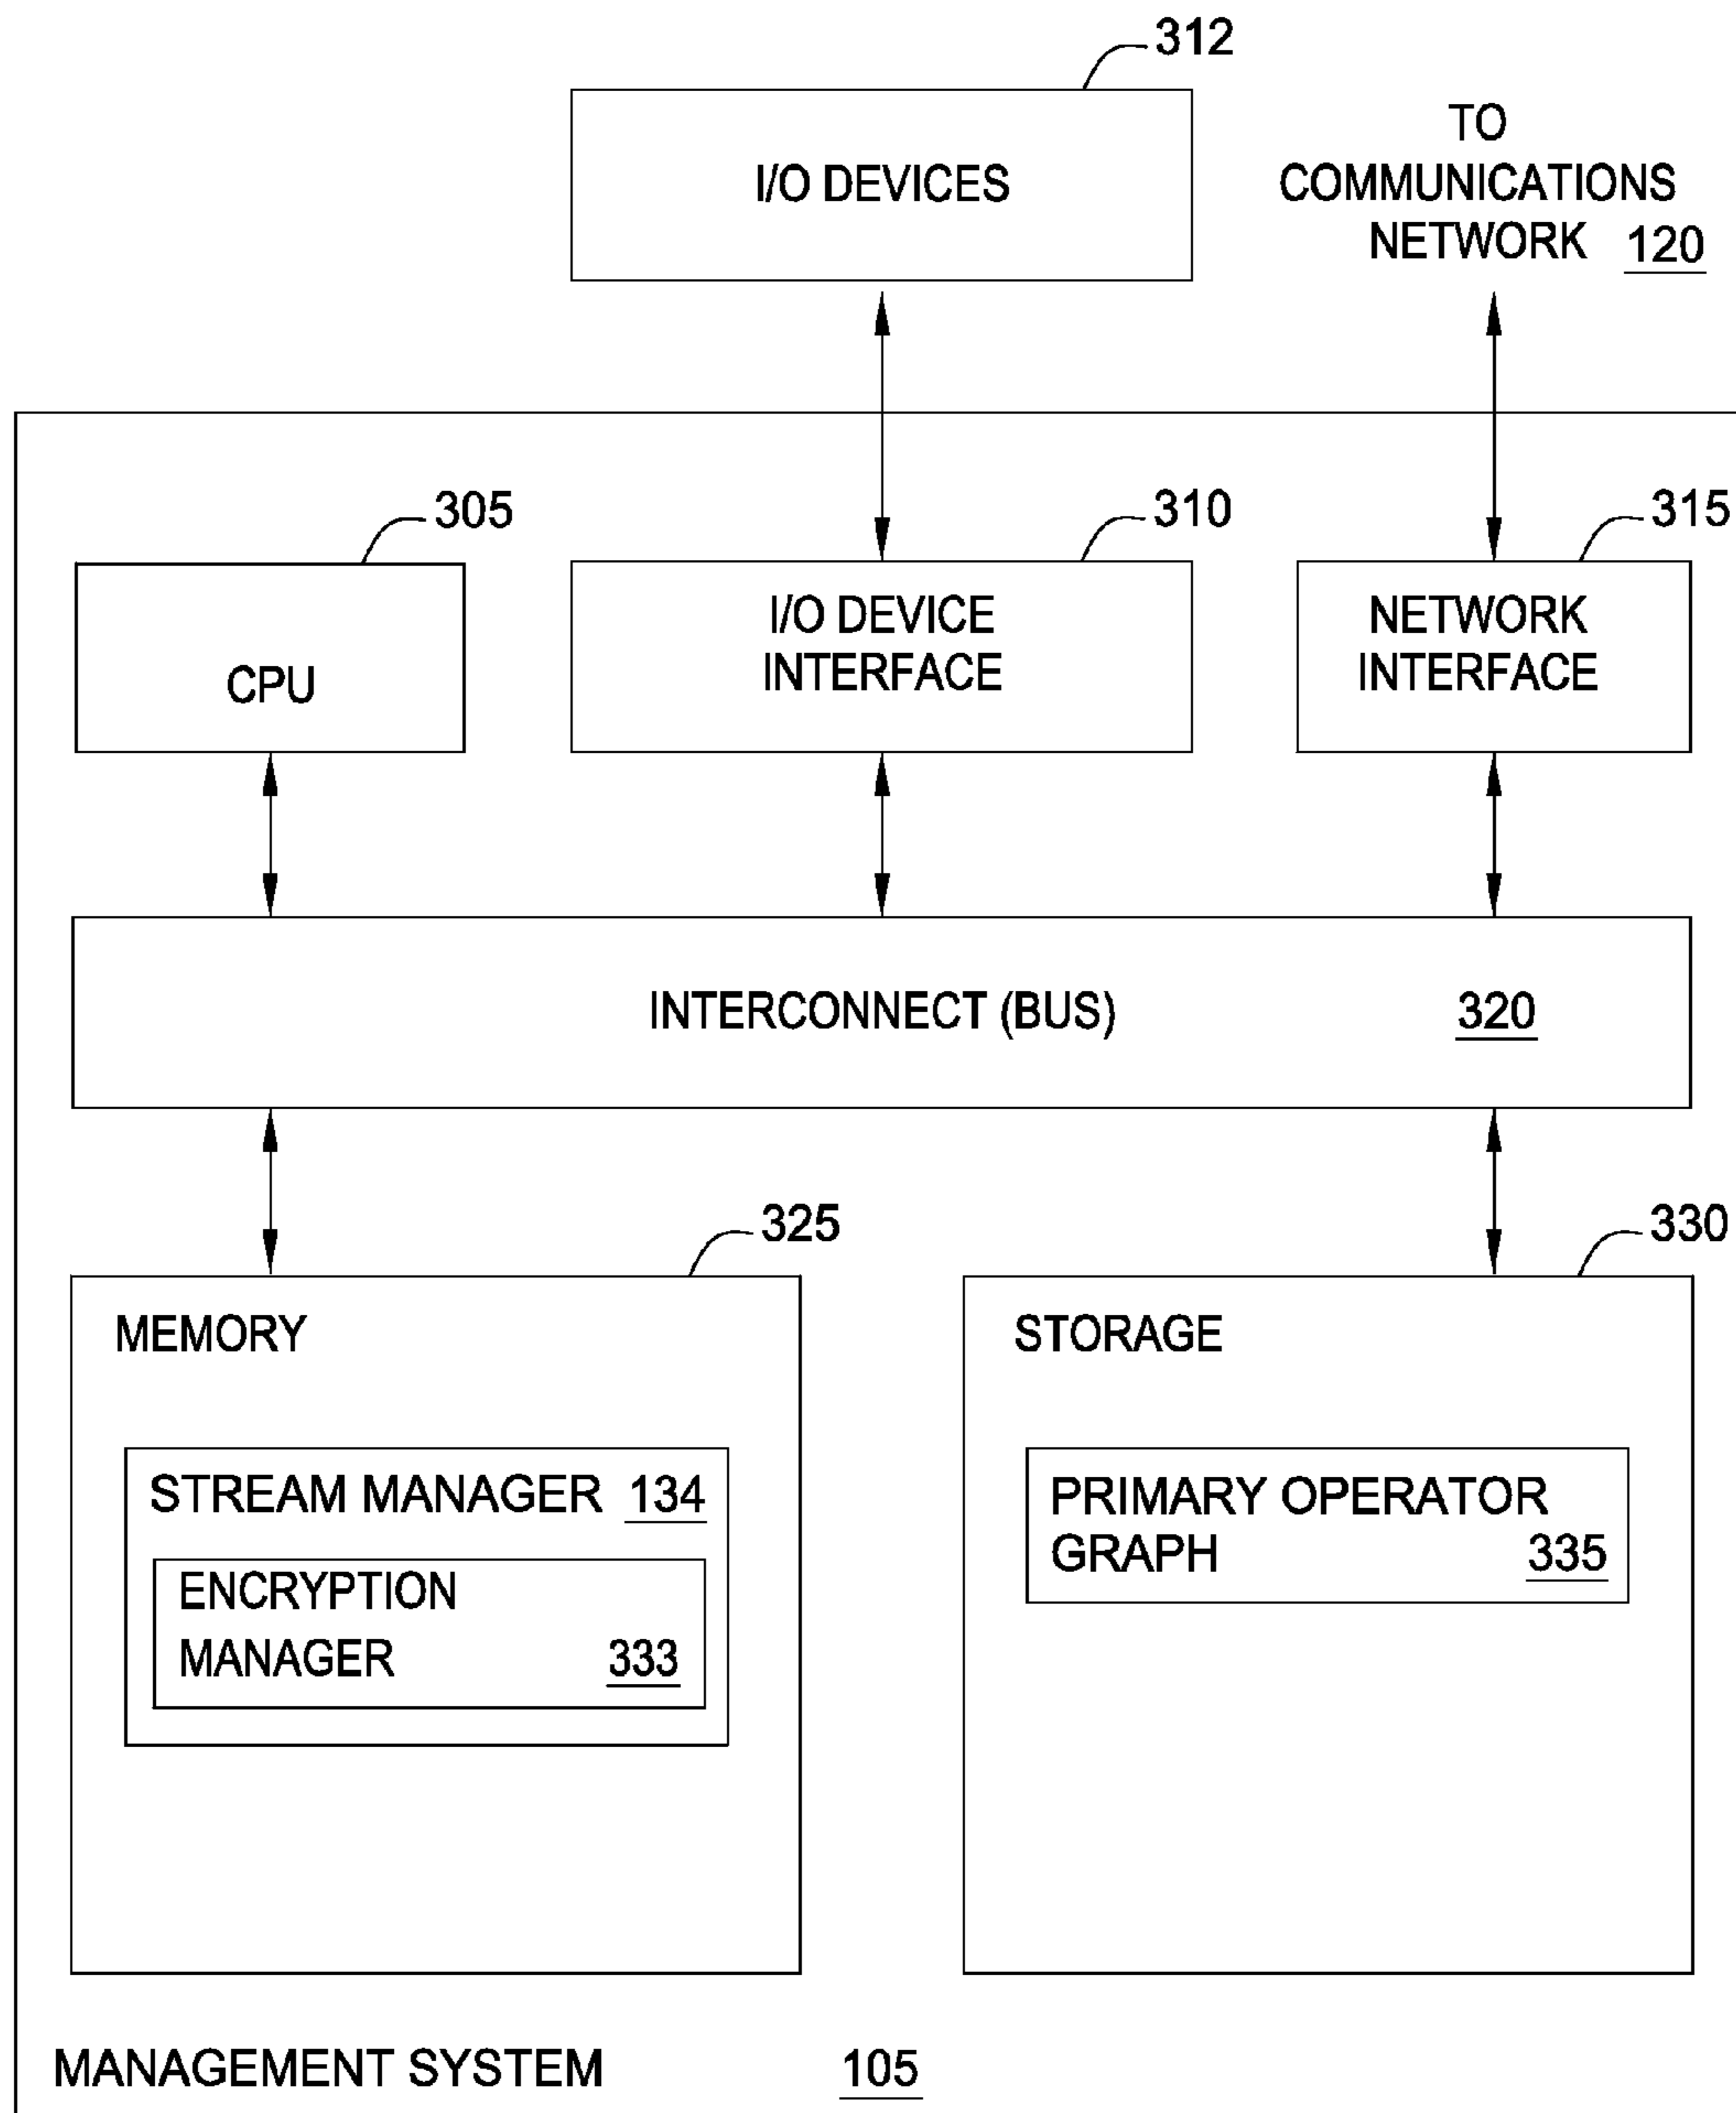 312
I/O DEVICES
TO
COMMUNICATIONS
NETWORK 120
305
310
315
CPU
I/O DEVICE
INTERFACE
NETWORK
INTERFACE
INTERCONNECT (BUS) 320
325
330
MEMORY
STORAGE
STREAM MANAGER 134
ENCRYPTION
MANAGER 333
PRIMARY OPERATOR
GRAPH 335
MANAGEMENT SYSTEM 105